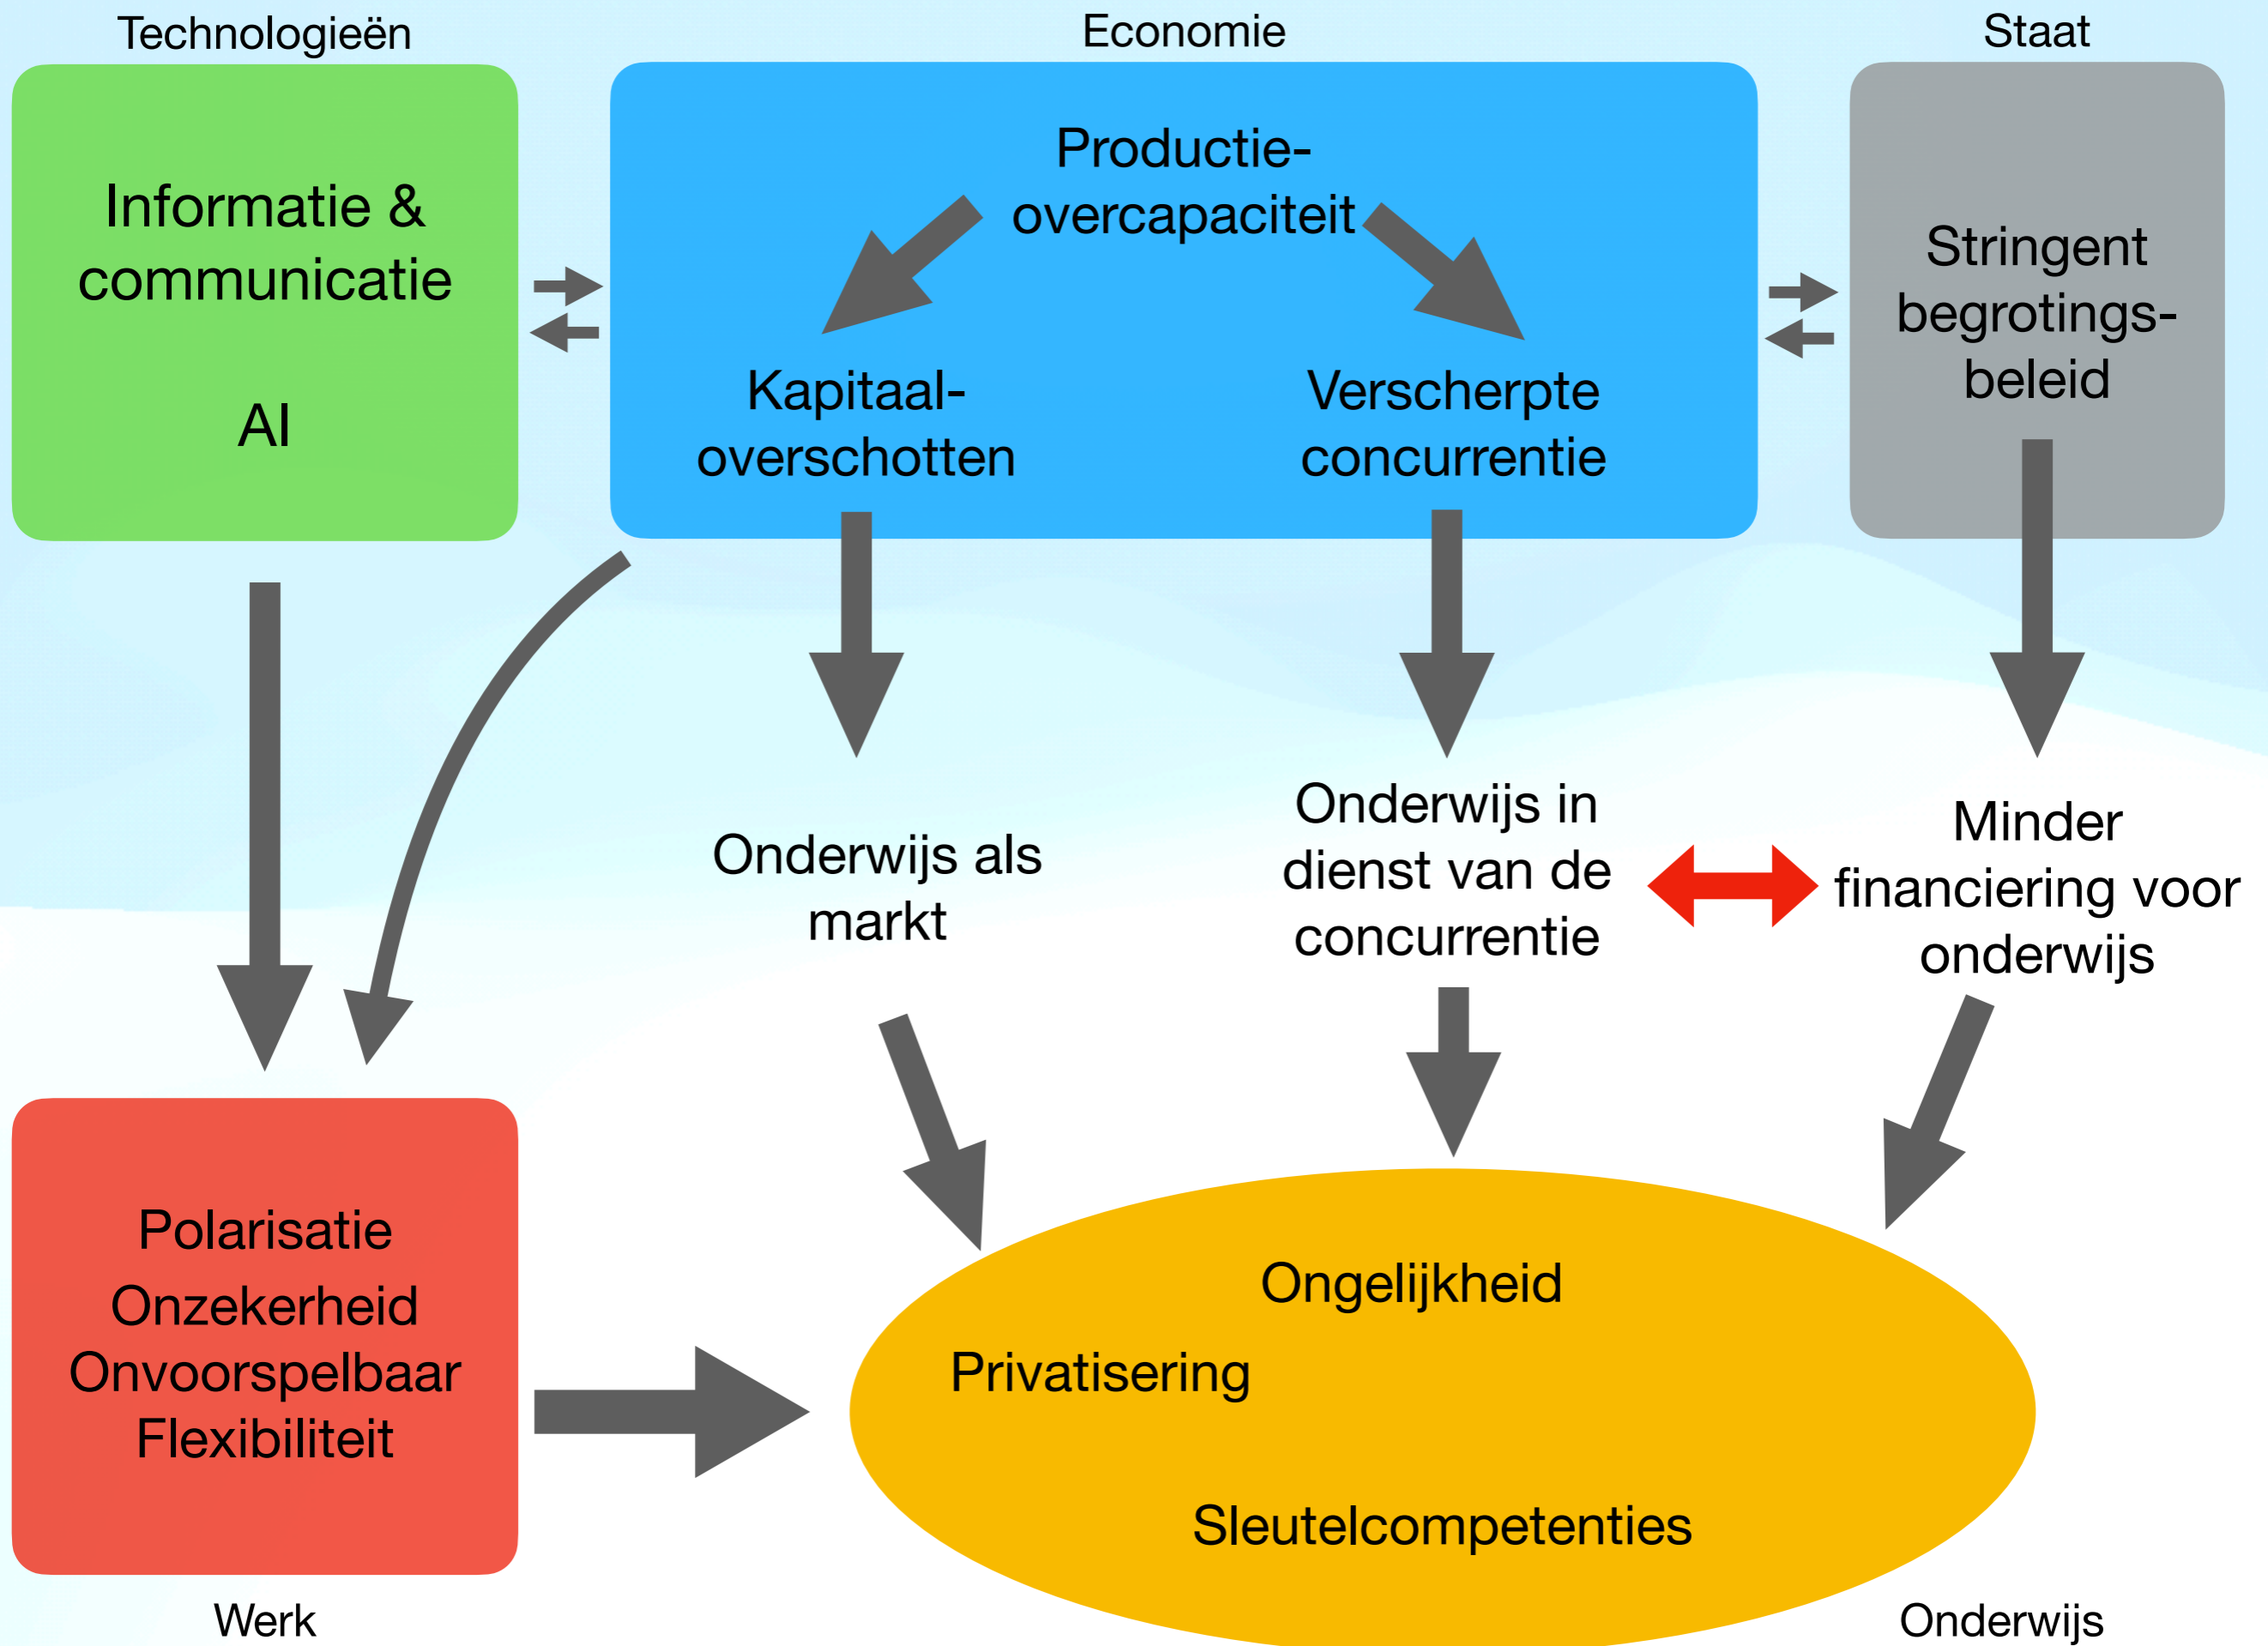 Technologieën
Economie
Staat
Informatie &
communicatie
AI
Productie-
overcapaciteit
Kapitaal-
overschotten
Verscherpte
concurrentie
Stringent
begrotings-
beleid
Onderwijs als
markt
Onderwijs in
dienst van de
concurrentie
Minder
financiering voor
onderwijs
Polarisatie
Onzekerheid
Onvoorspelbaar
Flexibiliteit
Ongelijkheid
Privatisering
Sleutelcompetenties
Werk
Onderwijs